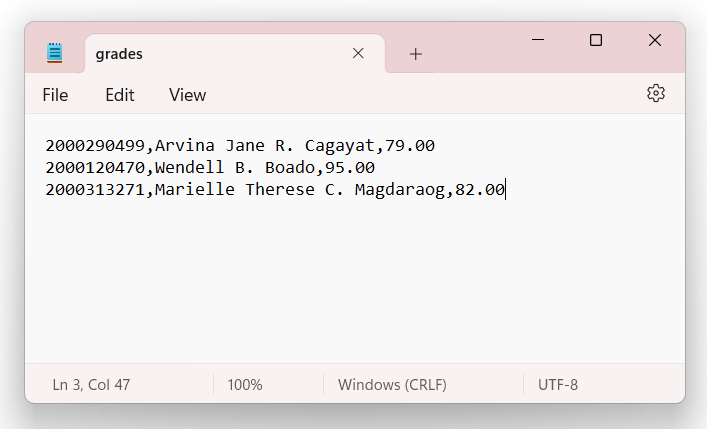 grades
File Edit View
2000290499,Arvina Jane R. Cagayat,79.00
2000120470,Wendell B. Boado,95.00
2000313271,Marielle Therese C. Magdaraog,82.00
Ln 3, Col 47 100% Windows (CRLF) UTF-8